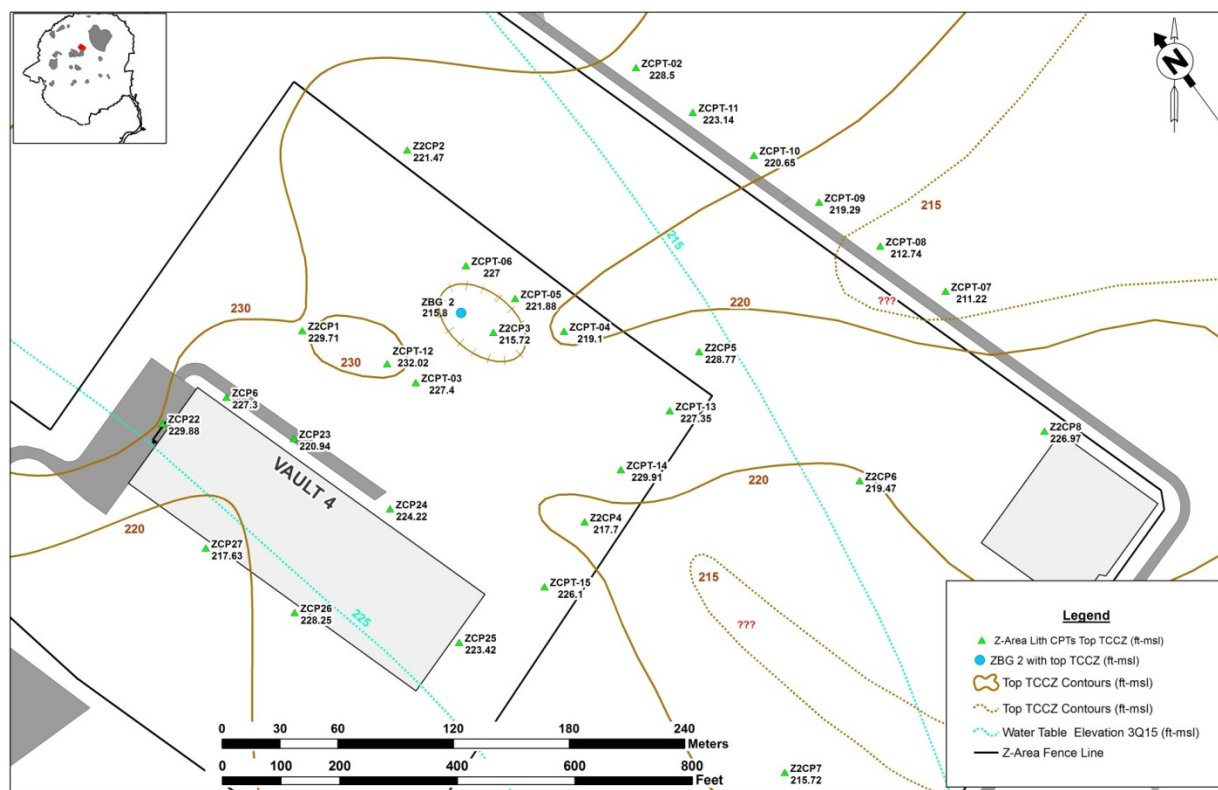 ZCPT-02
228.5
N
ZCPT-11
223.14
Z2CP2
221.47
ZCPT-10
220.65
ZCPT-09
219.29
215
215
ZCPT-08
212.74
ZCPT-06
227
ZCPT-07
211.22
???
ZCPT-05
221.88
ZBG 2
215.8
230
220
Z2CP1
229.71
Z2CP3
215.72
ZCPT-04
219.1
Z2CP5
228.77
ZCPT-12
232.02
230
ZCPT-03
227.4
ZCP6
227.3
ZCPT-13
227.35
ZCP22
229.88
ZCP23
220.94
Z2CP8
226.97
VAULT 4
ZCPT-14
229.91
220
Z2CP6
219.47
ZCP24
224.22
Z2CP4
217.7
220
ZCP27
217.63
215
ZCPT-15
226.1
ZCP26
228.25
225
???
ZCP25
223.42
Legend
Z-Area Lith CPTs Top TCCZ (ft-msl)
ZBG 2 with top TCCZ (ft-msl)
Top TCCZ Contours (ft-msl)
Top TCCZ Contours (ft-msl)
Water Table Elevation 3Q15 (ft-msl)
Z-Area Fence Line
0 30 60 120 180 240
Meters
0 100 200 400 600 800
Feet
Z2CP7
215.72